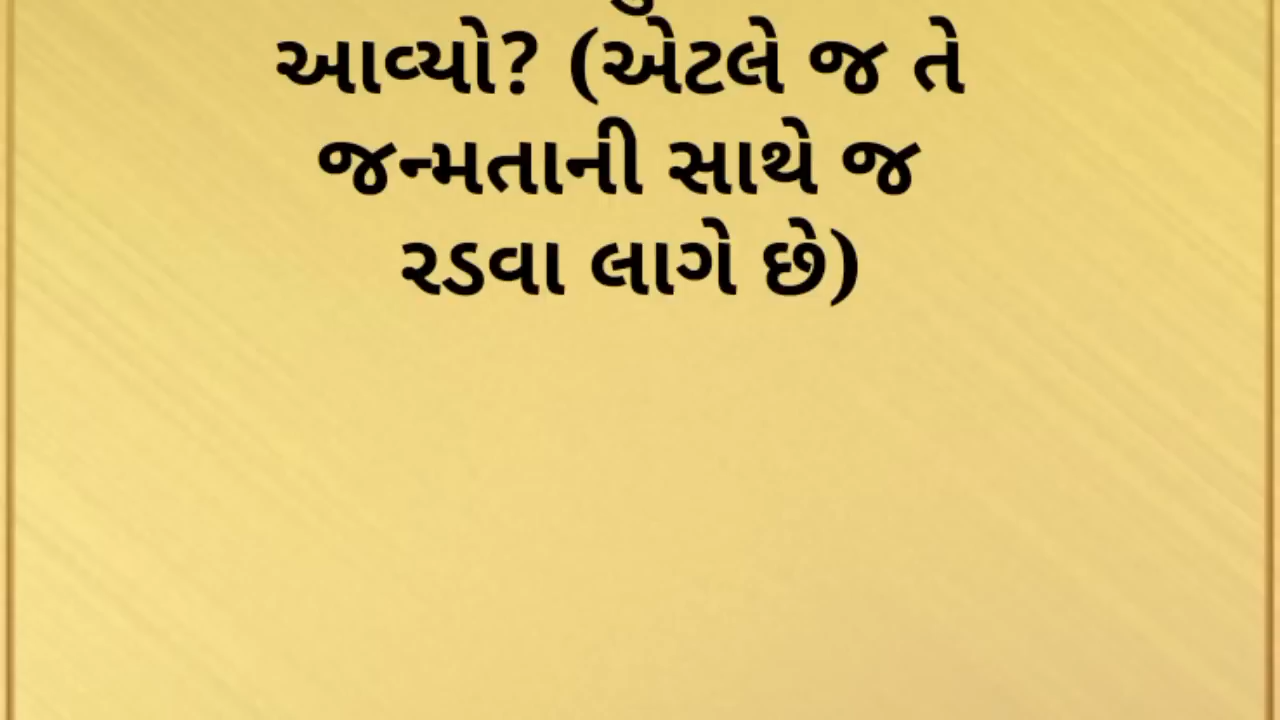 આવ્યો? (એટલે જ તે
જન્મતાની સાથે જ
રડવા લાગે છે)